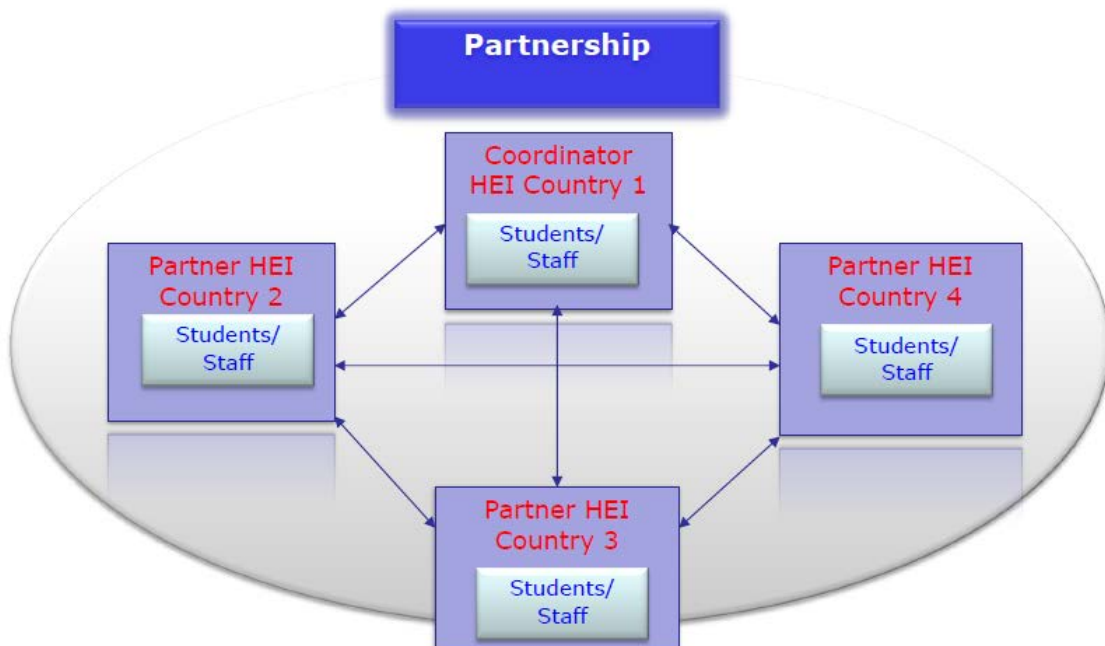 Partnership
Coordinator
HEI Country 1
Students/
Staff
Partner HEI
Country 2
Students/
Staff
Partner HEI
Country 4
Students/
Staff
Partner HEI
Country 3
Students/
Staff